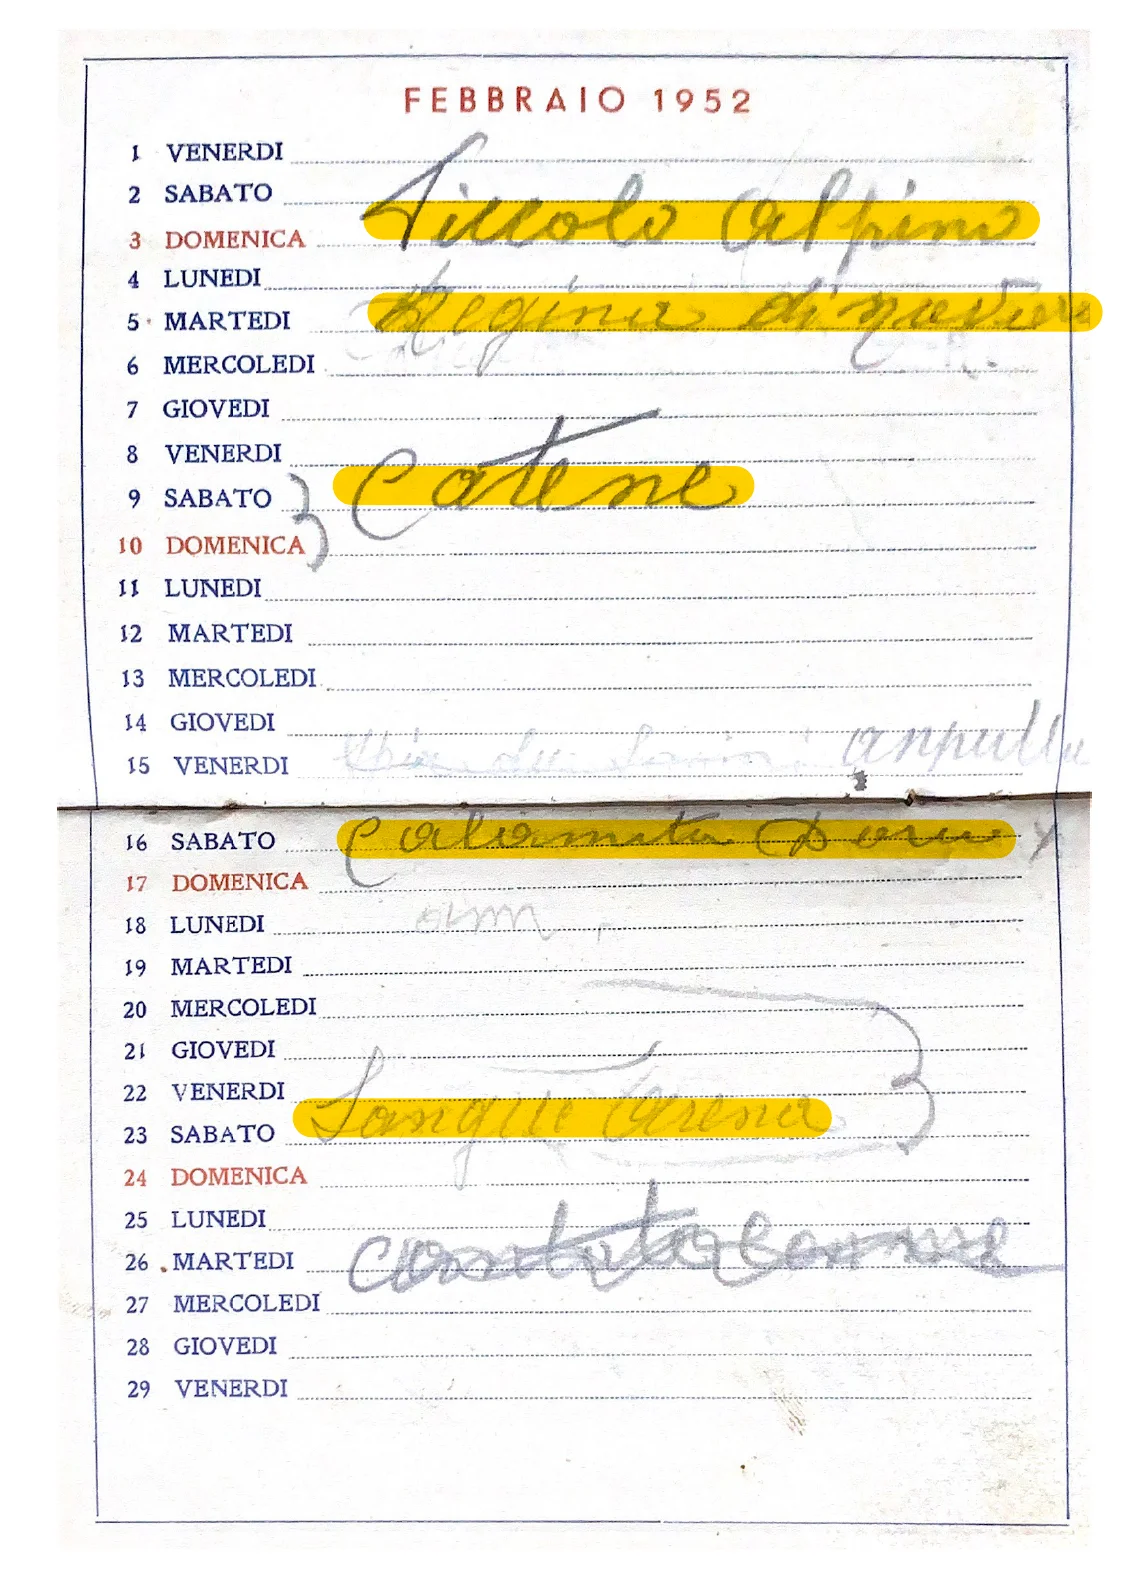 FEBBRAIO 1952
1 VENERDI
2 SABATO
Piccolo Alpino
3 DOMENICA
4 LUNEDI
Regina di
5 MARTEDI
6 MERCOLEDI
7 GIOVEDI
8 VENERDI
Catene
9 SABATO
10 DOMENICA
11 LUNEDI
12 MARTEDI
13 MERCOLEDI
14 GIOVEDI
15 VENERDI
16 SABATO Calamita
17 DOMENICA
18 LUNEDI
19 MARTEDI
20 MERCOLEDI
21 GIOVEDI
22 VENERDI
Sangue Arena
23 SABATO
24 DOMENICA
25 LUNEDI
26 MARTEDI
27 MERCOLEDI
28 GIOVEDI
29 VENERDI